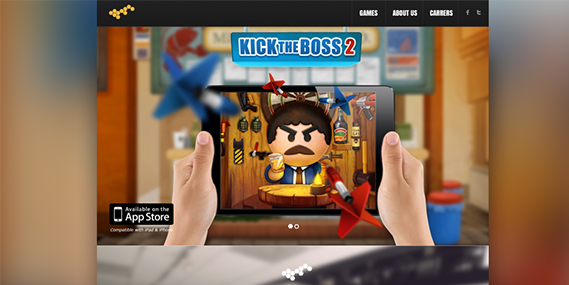 GAMES
ABOUT US
CARRERS
KICK THE BOSS 2
Available on the
App Store
Compatible with iPad & iPhone